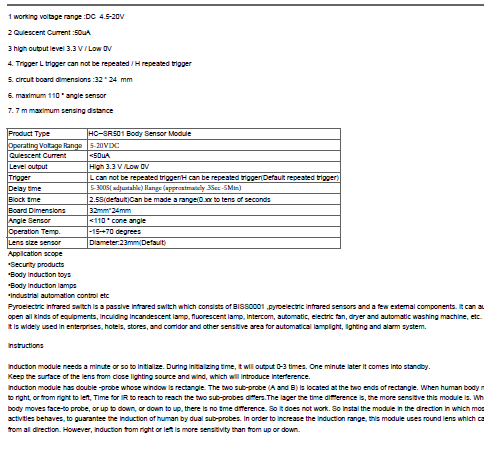 1 working voltage range :DC 4.5-20V
2 Quiescent Current :50uA
3 high output level 3.3 V / Low 0V
4. Trigger L trigger can not be repeated / H repeated trigger
5. circuit board dimensions :32 * 24 mm
6. maximum 110 ° angle sensor
7. 7 m maximum sensing distance
Product Type HC--SR501 Body Sensor Module
Operating Voltage Range 5-20VDC
Quiescent Current <50uA
Level output High 3.3 V /Low 0V
Trigger L can not be repeated trigger/H can be repeated trigger(Default repeated trigger)
Delay time 5-300S( adjustable) Range (approximately .3Sec -5Min)
Block time 2.5S(default)Can be made a range(0.xx to tens of seconds
Board Dimensions 32mm*24mm
Angle Sensor <110 ° cone angle
Operation Temp. -15-+70 degrees
Lens size sensor Diameter:23mm(Default)
Application scope
•Security products
•Body induction toys
•Body induction lamps
•Industrial automation control etc
Pyroelectric infrared switch is a passive infrared switch which consists of BISS0001 ,pyroelectric infrared sensors and a few external components. It can au
open all kinds of equipments, inculding incandescent lamp, fluorescent lamp, intercom, automatic, electric fan, dryer and automatic washing machine, etc.
It is widely used in enterprises, hotels, stores, and corridor and other sensitive area for automatical lamplight, lighting and alarm system.
Instructions
Induction module needs a minute or so to initialize. During initializing time, it will output 0-3 times. One minute later it comes into standby.
Keep the surface of the lens from close lighting source and wind, which will introduce interference.
Induction module has double -probe whose window is rectangle. The two sub-probe (A and B) is located at the two ends of rectangle. When human body m
to right, or from right to left, Time for IR to reach to reach the two sub-probes differs.The lager the time diffference is, the more sensitive this module is. Wh
body moves face-to probe, or up to down, or down to up, there is no time difference. So it does not work. So instal the module in the direction in which mos
activities behaves, to guarantee the induction of human by dual sub-probes. In order to increase the induction range, this module uses round lens which ca
from all direction. However, induction from right or left is more sensitivity than from up or down.